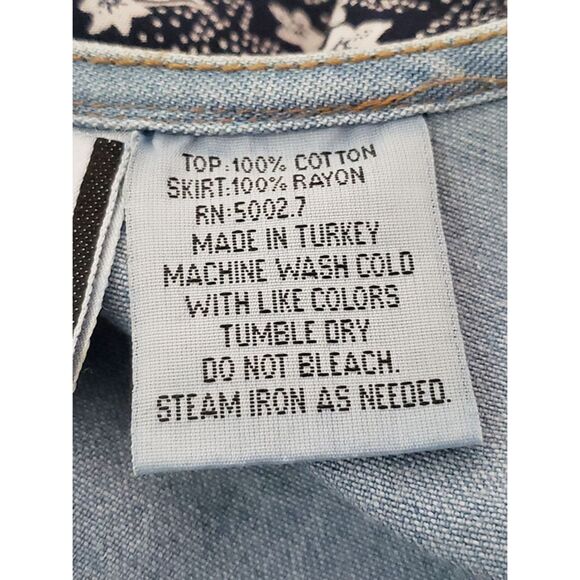 TOP:100% COTTON
SKIRT:100% RAYON
RN:5002.7
MADE IN TURKEY
MACHINE WASH COLD
WITH LIKE COLORS
TUMBLE DRY
DO NOT BLEACH.
STEAM IRON AS NEEDED.